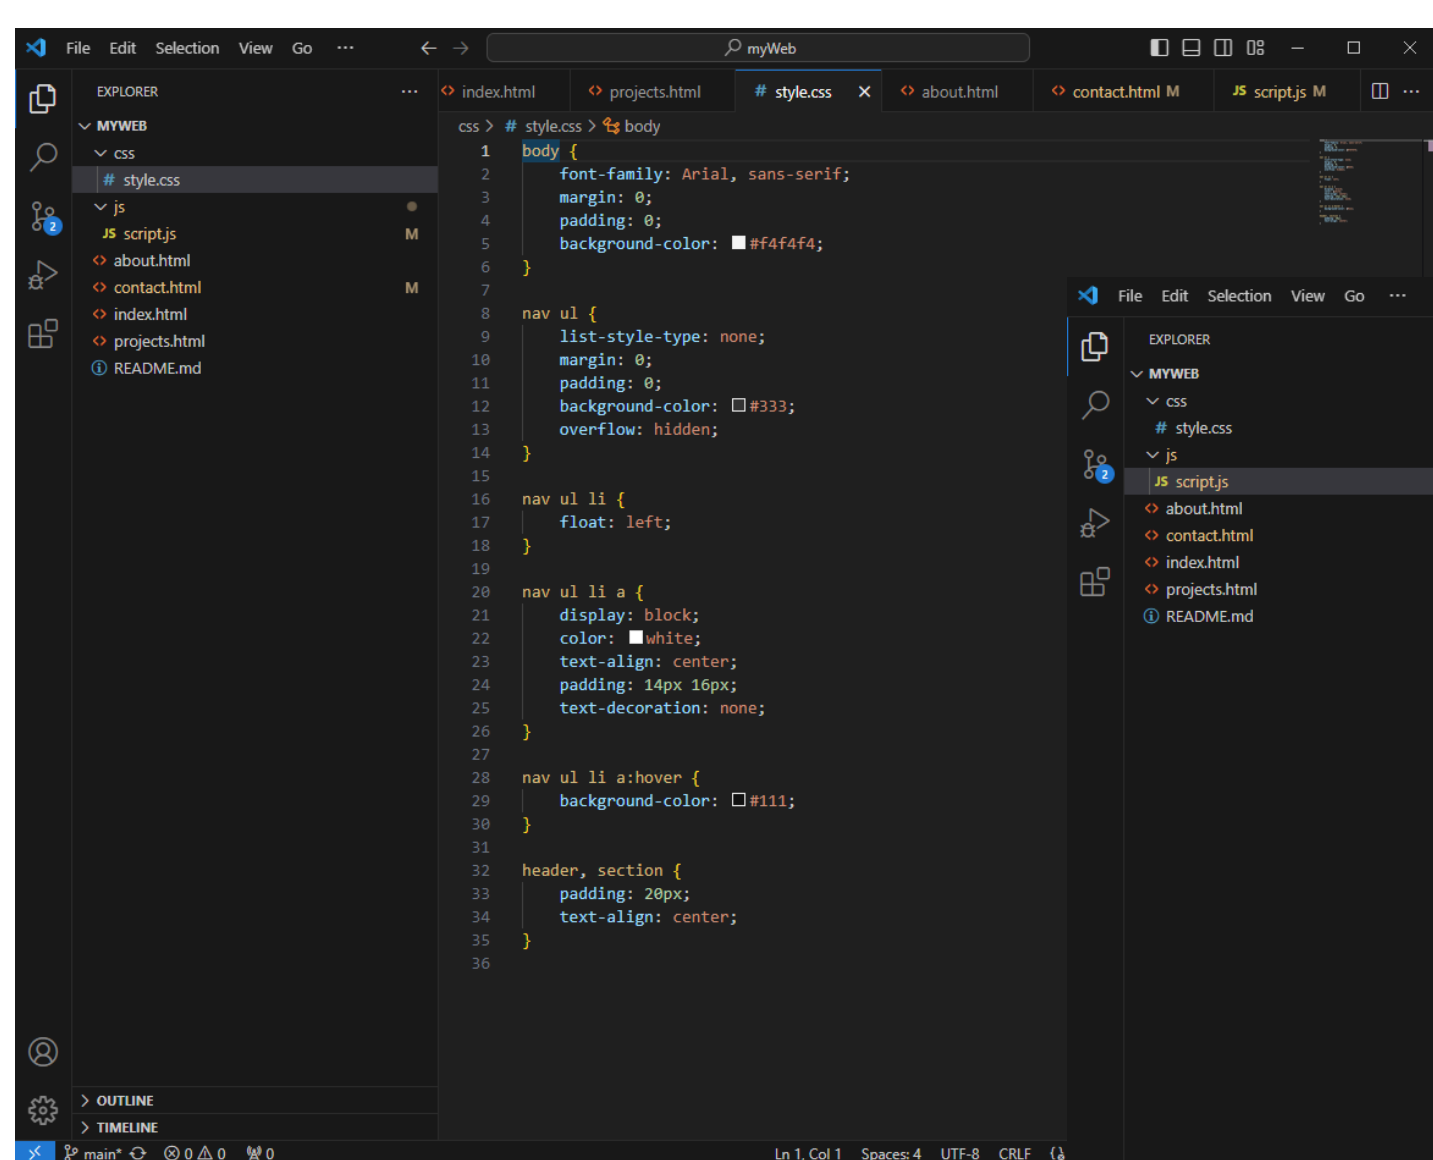 File Edit Selection View Go ··· myWeb
EXPLORER ···
MYWEB
css
# style.css
js
JS script.js M
<> about.html
<> contact.html M
<> index.html
<> projects.html
README.md
OUTLINE
TIMELINE
<> index.html <> projects.html # style.css <> about.html <> contact.html M JS script.js M ···
css > # style.css > body
1 body {
2 font-family: Arial, sans-serif;
3 margin: 0;
4 padding: 0;
5 background-color: #f4f4f4;
6 }
7
8 nav ul {
9 list-style-type: none;
10 margin: 0;
11 padding: 0;
12 background-color: #333;
13 overflow: hidden;
14 }
15
16 nav ul li {
17 float: left;
18 }
19
20 nav ul li a {
21 display: block;
22 color: white;
23 text-align: center;
24 padding: 14px 16px;
25 text-decoration: none;
26 }
27
28 nav ul li a:hover {
29 background-color: #111;
30 }
31
32 header, section {
33 padding: 20px;
34 text-align: center;
35 }
36
File Edit Selection View Go ···
EXPLORER
MYWEB
css
# style.css
js
JS script.js
<> about.html
<> contact.html
<> index.html
<> projects.html
README.md
2
2
main* 0 0 0 Ln 1, Col 1 Spaces: 4 UTF-8 CRLF {